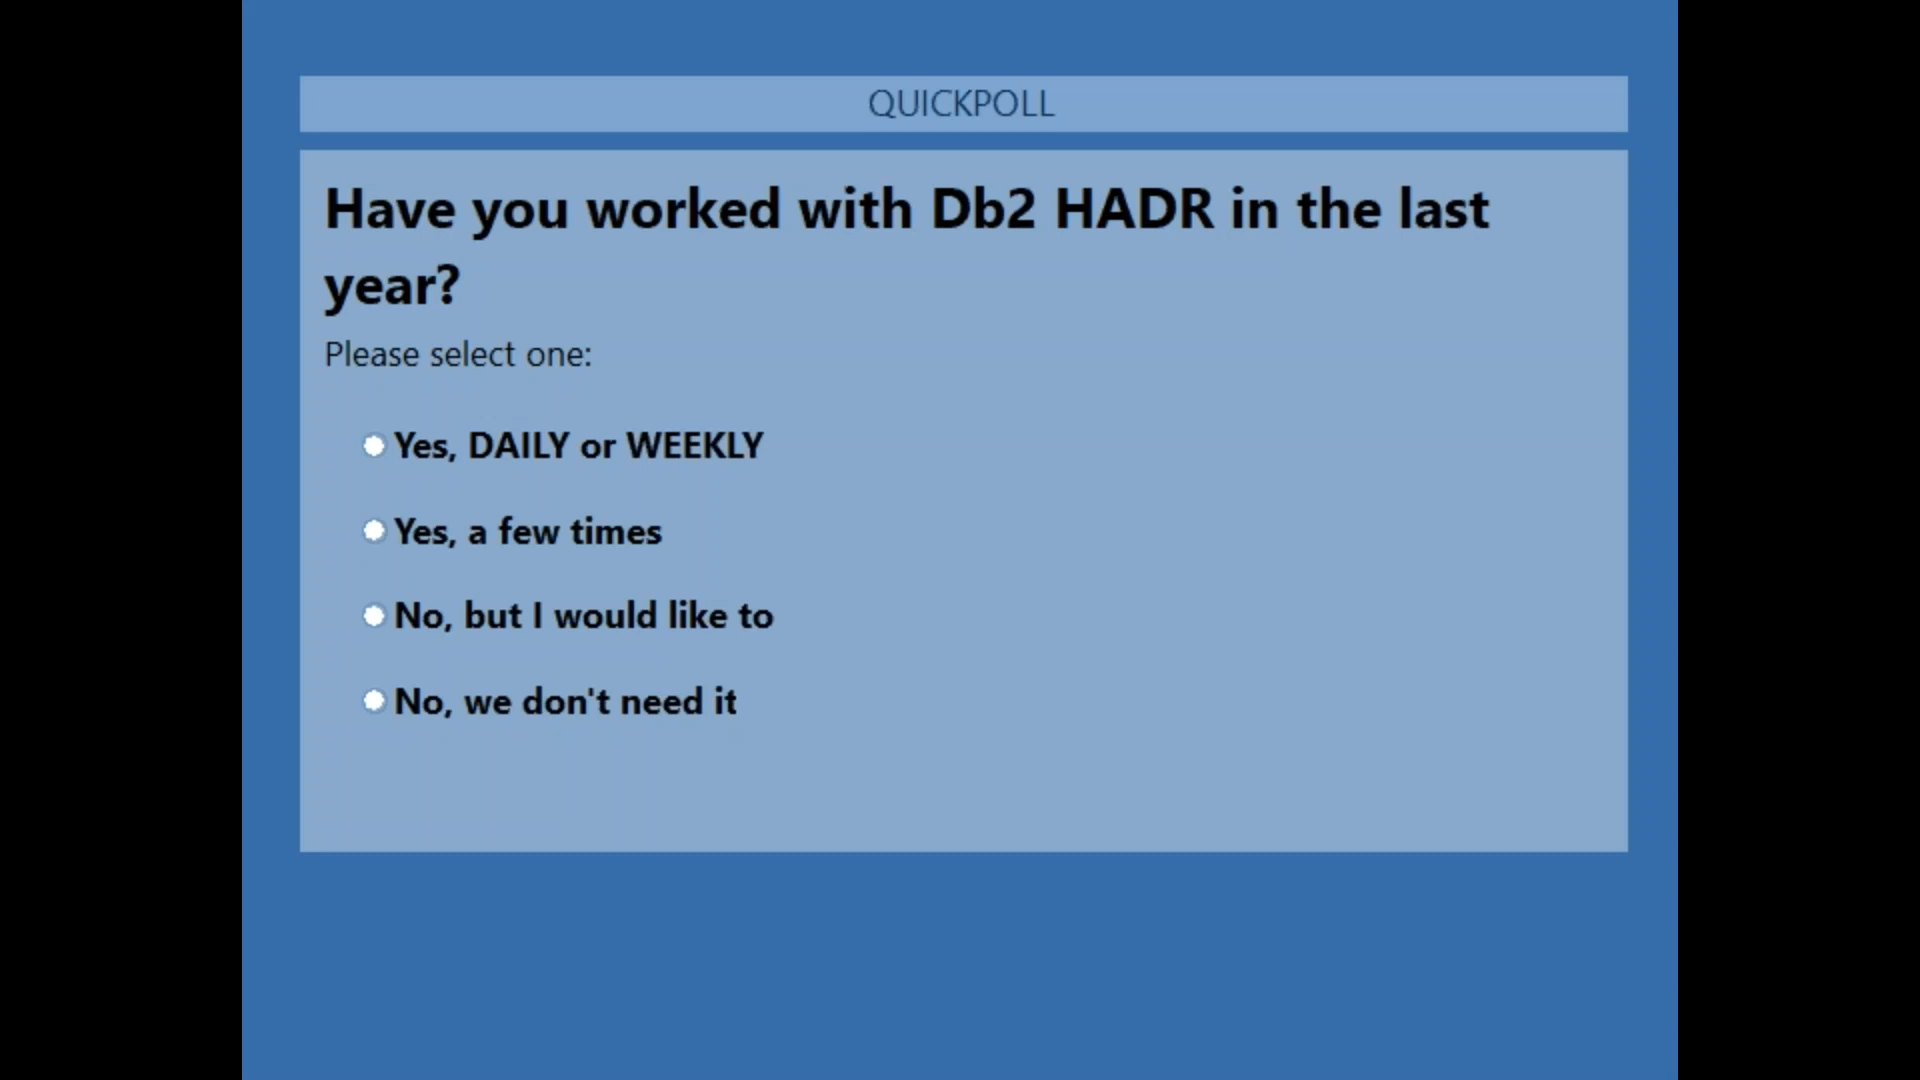 QUICKPOLL
Have you worked with Db2 HADR in the last
year?
Please select one:
Yes, DAILY or WEEKLY
Yes, a few times
No, but I would like to
No, we don't need it